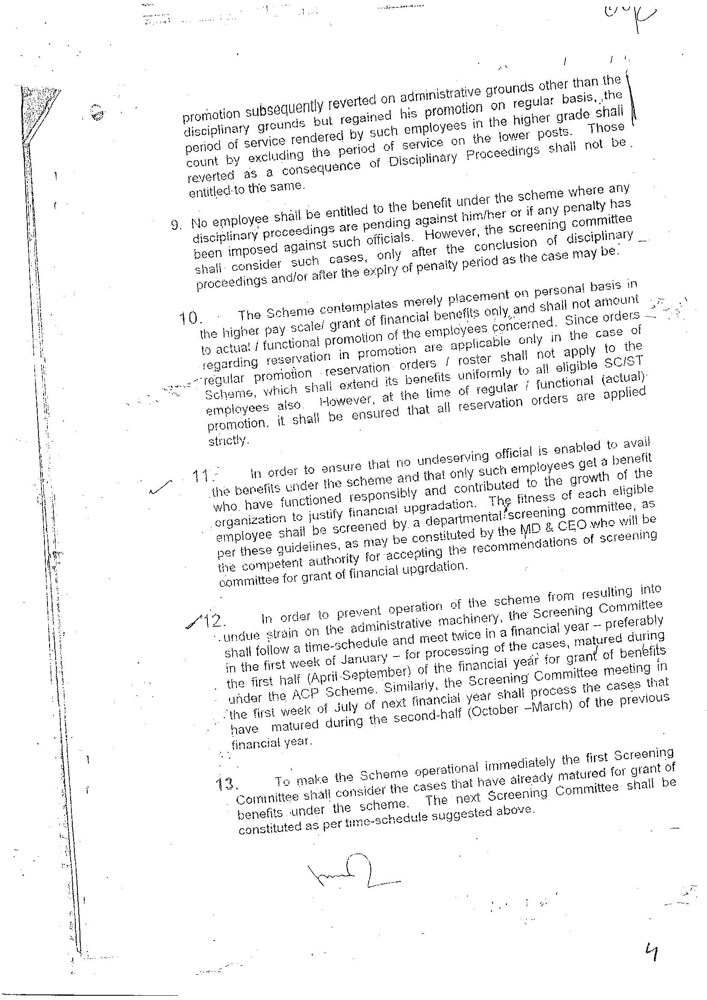 promotion subsequently reverted on administrative grounds other than the
disciplinary grounds but regained his promotion on regular basis, the
period of service rendered by such employees in the higher grade shall
count by excluding the period of service on the lower posts. Those
reverted as a consequence of Disciplinary Proceedings shall not be
entitled to the same.
9. No employee shall be entitled to the benefit under the scheme where any
disciplinary proceedings are pending against him/her or if any penalty has
been imposed against such officials. However, the screening committee
shall consider such cases, only after the conclusion of disciplinary
proceedings and/or after the expiry of penalty period as the case may be.
10. The Scheme contemplates merely placement on personal basis in
the higher pay scale/ grant of financial benefits only and shall not amount
to actual / functional promotion of the employees concerned. Since orders
regarding reservation in promotion are applicable only in the case of
regular promotion reservation orders / roster shall not apply to the
Scheme, which shall extend its benefits uniformly to all eligible SC/ST
employees also. However, at the time of regular / functional (actual)
promotion, it shall be ensured that all reservation orders are applied
strictly.
11. In order to ensure that no undeserving official is enabled to avail
the benefits under the scheme and that only such employees get a benefit
who have functioned responsibly and contributed to the growth of the
organization to justify financial upgradation. The fitness of each eligible
employee shall be screened by a departmental screening committee, as
per these guidelines, as may be constituted by the MD & CEO who will be
the competent authority for accepting the recommendations of screening
committee for grant of financial upgrdation.
12. In order to prevent operation of the scheme from resulting into
undue strain on the administrative machinery, the Screening Committee
shall follow a time-schedule and meet twice in a financial year – preferably
in the first week of January – for processing of the cases, matured during
the first half (April-September) of the financial year for grant of benefits
under the ACP Scheme. Similarly, the Screening Committee meeting in
the first week of July of next financial year shall process the cases that
have matured during the second-half (October –March) of the previous
financial year.
13. To make the Scheme operational immediately the first Screening
Committee shall consider the cases that have already matured for grant of
benefits under the scheme. The next Screening Committee shall be
constituted as per time-schedule suggested above.
4